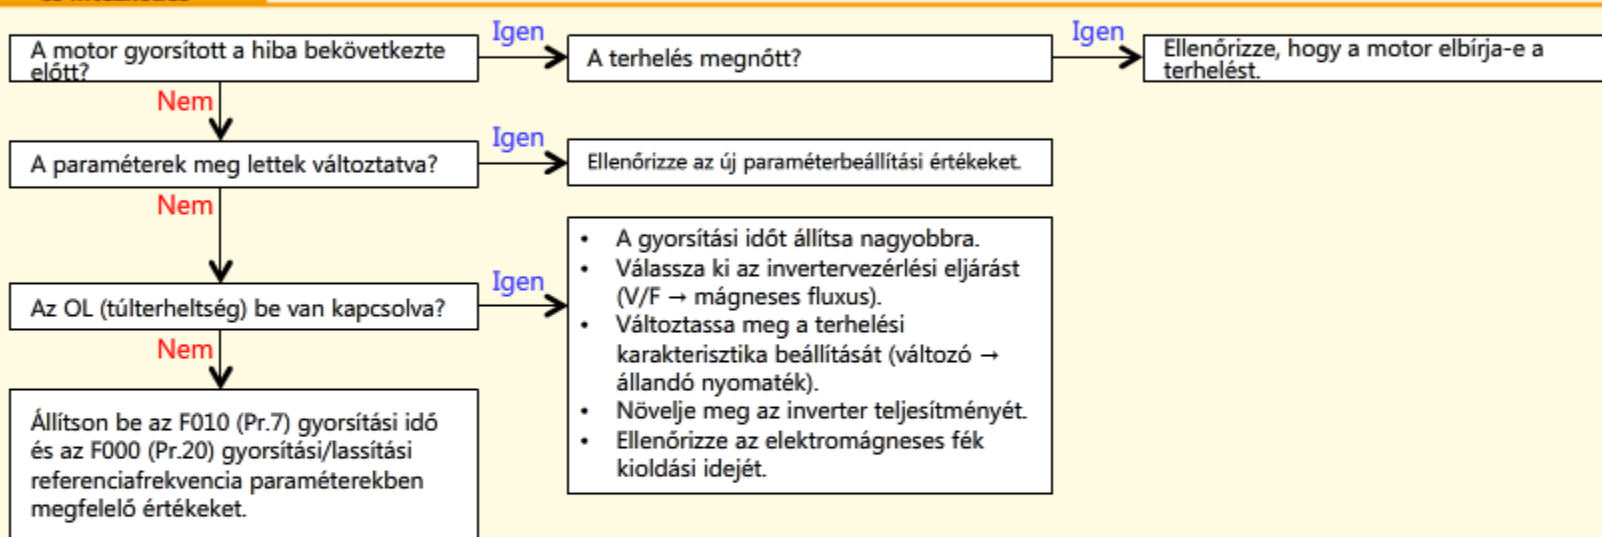 A motor gyorsított a hiba bekövetkezte
előtt?
Igen
A terhelés megnőtt?
Igen
Ellenőrizze, hogy a motor elbírja-e a
terhelést.
Nem
A paraméterek meg lettek változtatva?
Igen
Ellenőrizze az új paraméterbeállítási értékeket.
Nem
Az OL (túlterheltség) be van kapcsolva?
Igen
• A gyorsítási időt állítsa nagyobbra.
• Válassza ki az invertervezérlési eljárást
(V/F → mágneses fluxus).
• Változtassa meg a terhelési
karakterisztika beállítását (változó →
állandó nyomaték).
• Növelje meg az inverter teljesítményét.
• Ellenőrizze az elektromágneses fék
kioldási idejét.
Nem
Állítson be az F010 (Pr.7) gyorsítási idő
és az F000 (Pr.20) gyorsítási/lassítási
referenciafrekvencia paraméterekben
megfelelő értékeket.